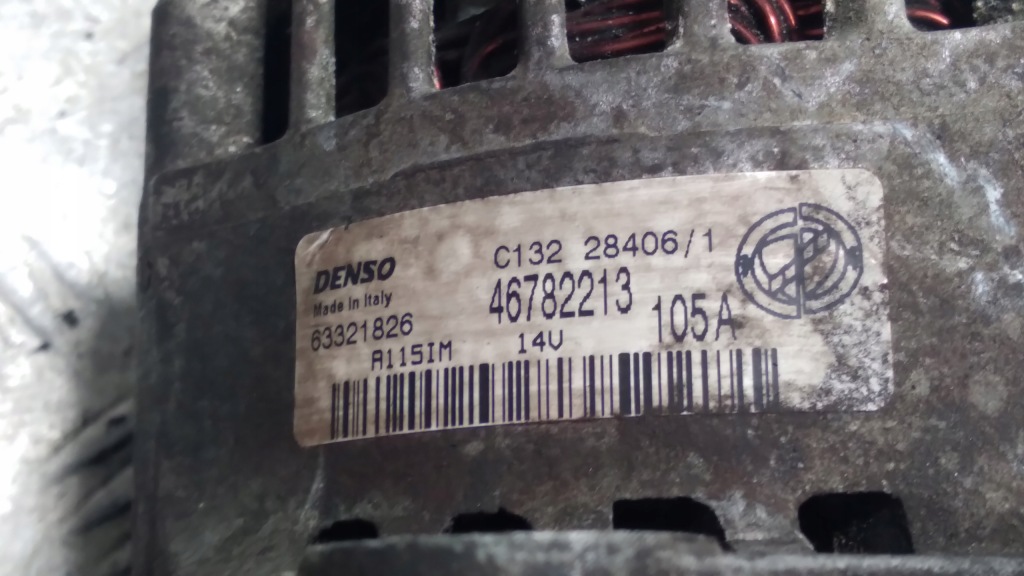 DENSO
Made in Italy
63321826
A115IM
C132 28406/1
46782213
14V
105A